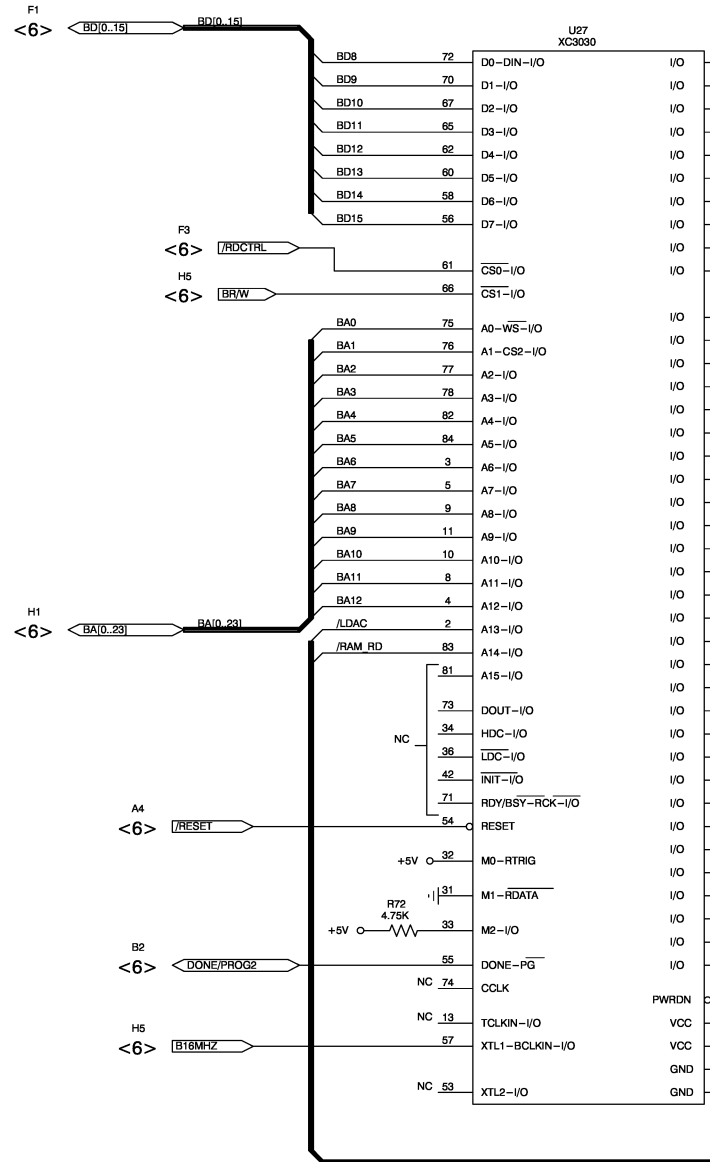 F1
<6> BD[0..15] BD[0..15]
U27
XC3030
BD8 72 D0-DIN-I/O I/O
BD9 70 D1-I/O I/O
BD10 67 D2-I/O I/O
BD11 65 D3-I/O I/O
BD12 62 D4-I/O I/O
BD13 60 D5-I/O I/O
BD14 58 D6-I/O I/O
BD15 56 D7-I/O I/O
F3
<6> /RDCTRL I/O
61 CS0-I/O I/O
H5
<6> BR/W 66 CS1-I/O
I/O
BA0 75 A0-WS-I/O I/O
BA1 76 A1-CS2-I/O I/O
BA2 77 A2-I/O I/O
BA3 78 A3-I/O I/O
BA4 82 A4-I/O I/O
BA5 84 A5-I/O I/O
BA6 3 A6-I/O I/O
BA7 5 A7-I/O I/O
BA8 9 A8-I/O I/O
BA9 11 A9-I/O I/O
BA10 10 A10-I/O I/O
BA11 8 A11-I/O I/O
BA12 4 A12-I/O I/O
H1
<6> BA[0..23] BA[0..23]
/LDAC 2 A13-I/O I/O
/RAM_RD 83 A14-I/O I/O
81 A15-I/O I/O
73 DOUT-I/O I/O
NC
34 HDC-I/O I/O
36 LDC-I/O I/O
42 INIT-I/O I/O
71 RDY/BSY-RCK-I/O I/O
A4
<6> /RESET 54 RESET I/O
I/O
+5V 32 M0-RTRIG I/O
31 M1-RDATA I/O
R72
4.75K
I/O
+5V 33 M2-I/O I/O
B2
<6> DONE/PROG2 55 DONE-PG I/O
NC 74 CCLK
PWRDN
NC 13 TCLKIN-I/O VCC
H5
<6> B16MHZ 57 XTL1-BCLKIN-I/O VCC
GND
NC 53 XTL2-I/O GND